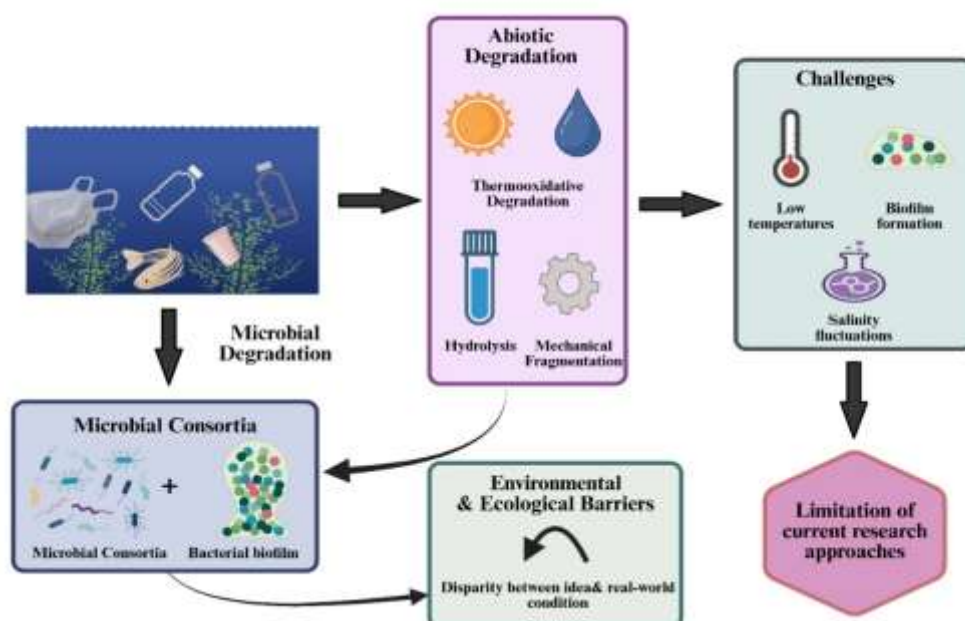 Abiotic
Degradation
Thermooxidative
Degradation
Hydrolysis
Mechanical
Fragmentation
Challenges
Low
temperatures
Biofilm
formation
Salinity
fluctuations
Microbial
Degradation
Microbial Consortia
+
Microbial Consortia
Bacterial biofilm
Environmental
& Ecological Barriers
Disparity between idea& real-world
condition
Limitation of
current research
approaches